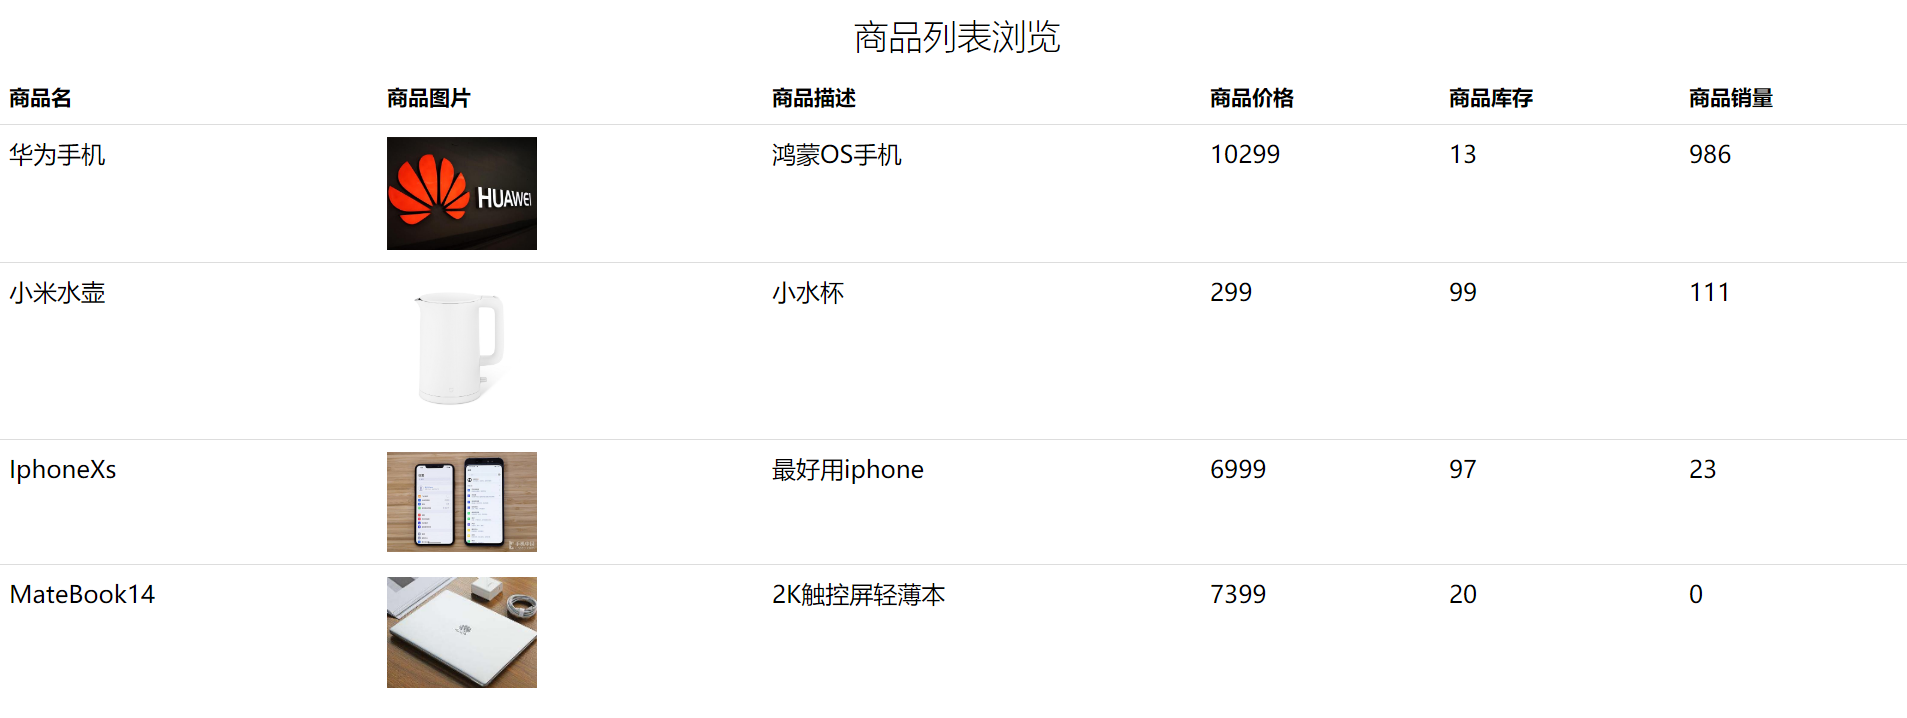 商品列表浏览
商品名 商品图片 商品描述 商品价格 商品库存 商品销量
华为手机 鸿蒙OS手机 10299 13 986
HUAWEI
小米水壶 小水杯 299 99 111
IphoneXs 最好用iphone 6999 97 23
MateBook14 2K触控屏轻薄本 7399 20 0